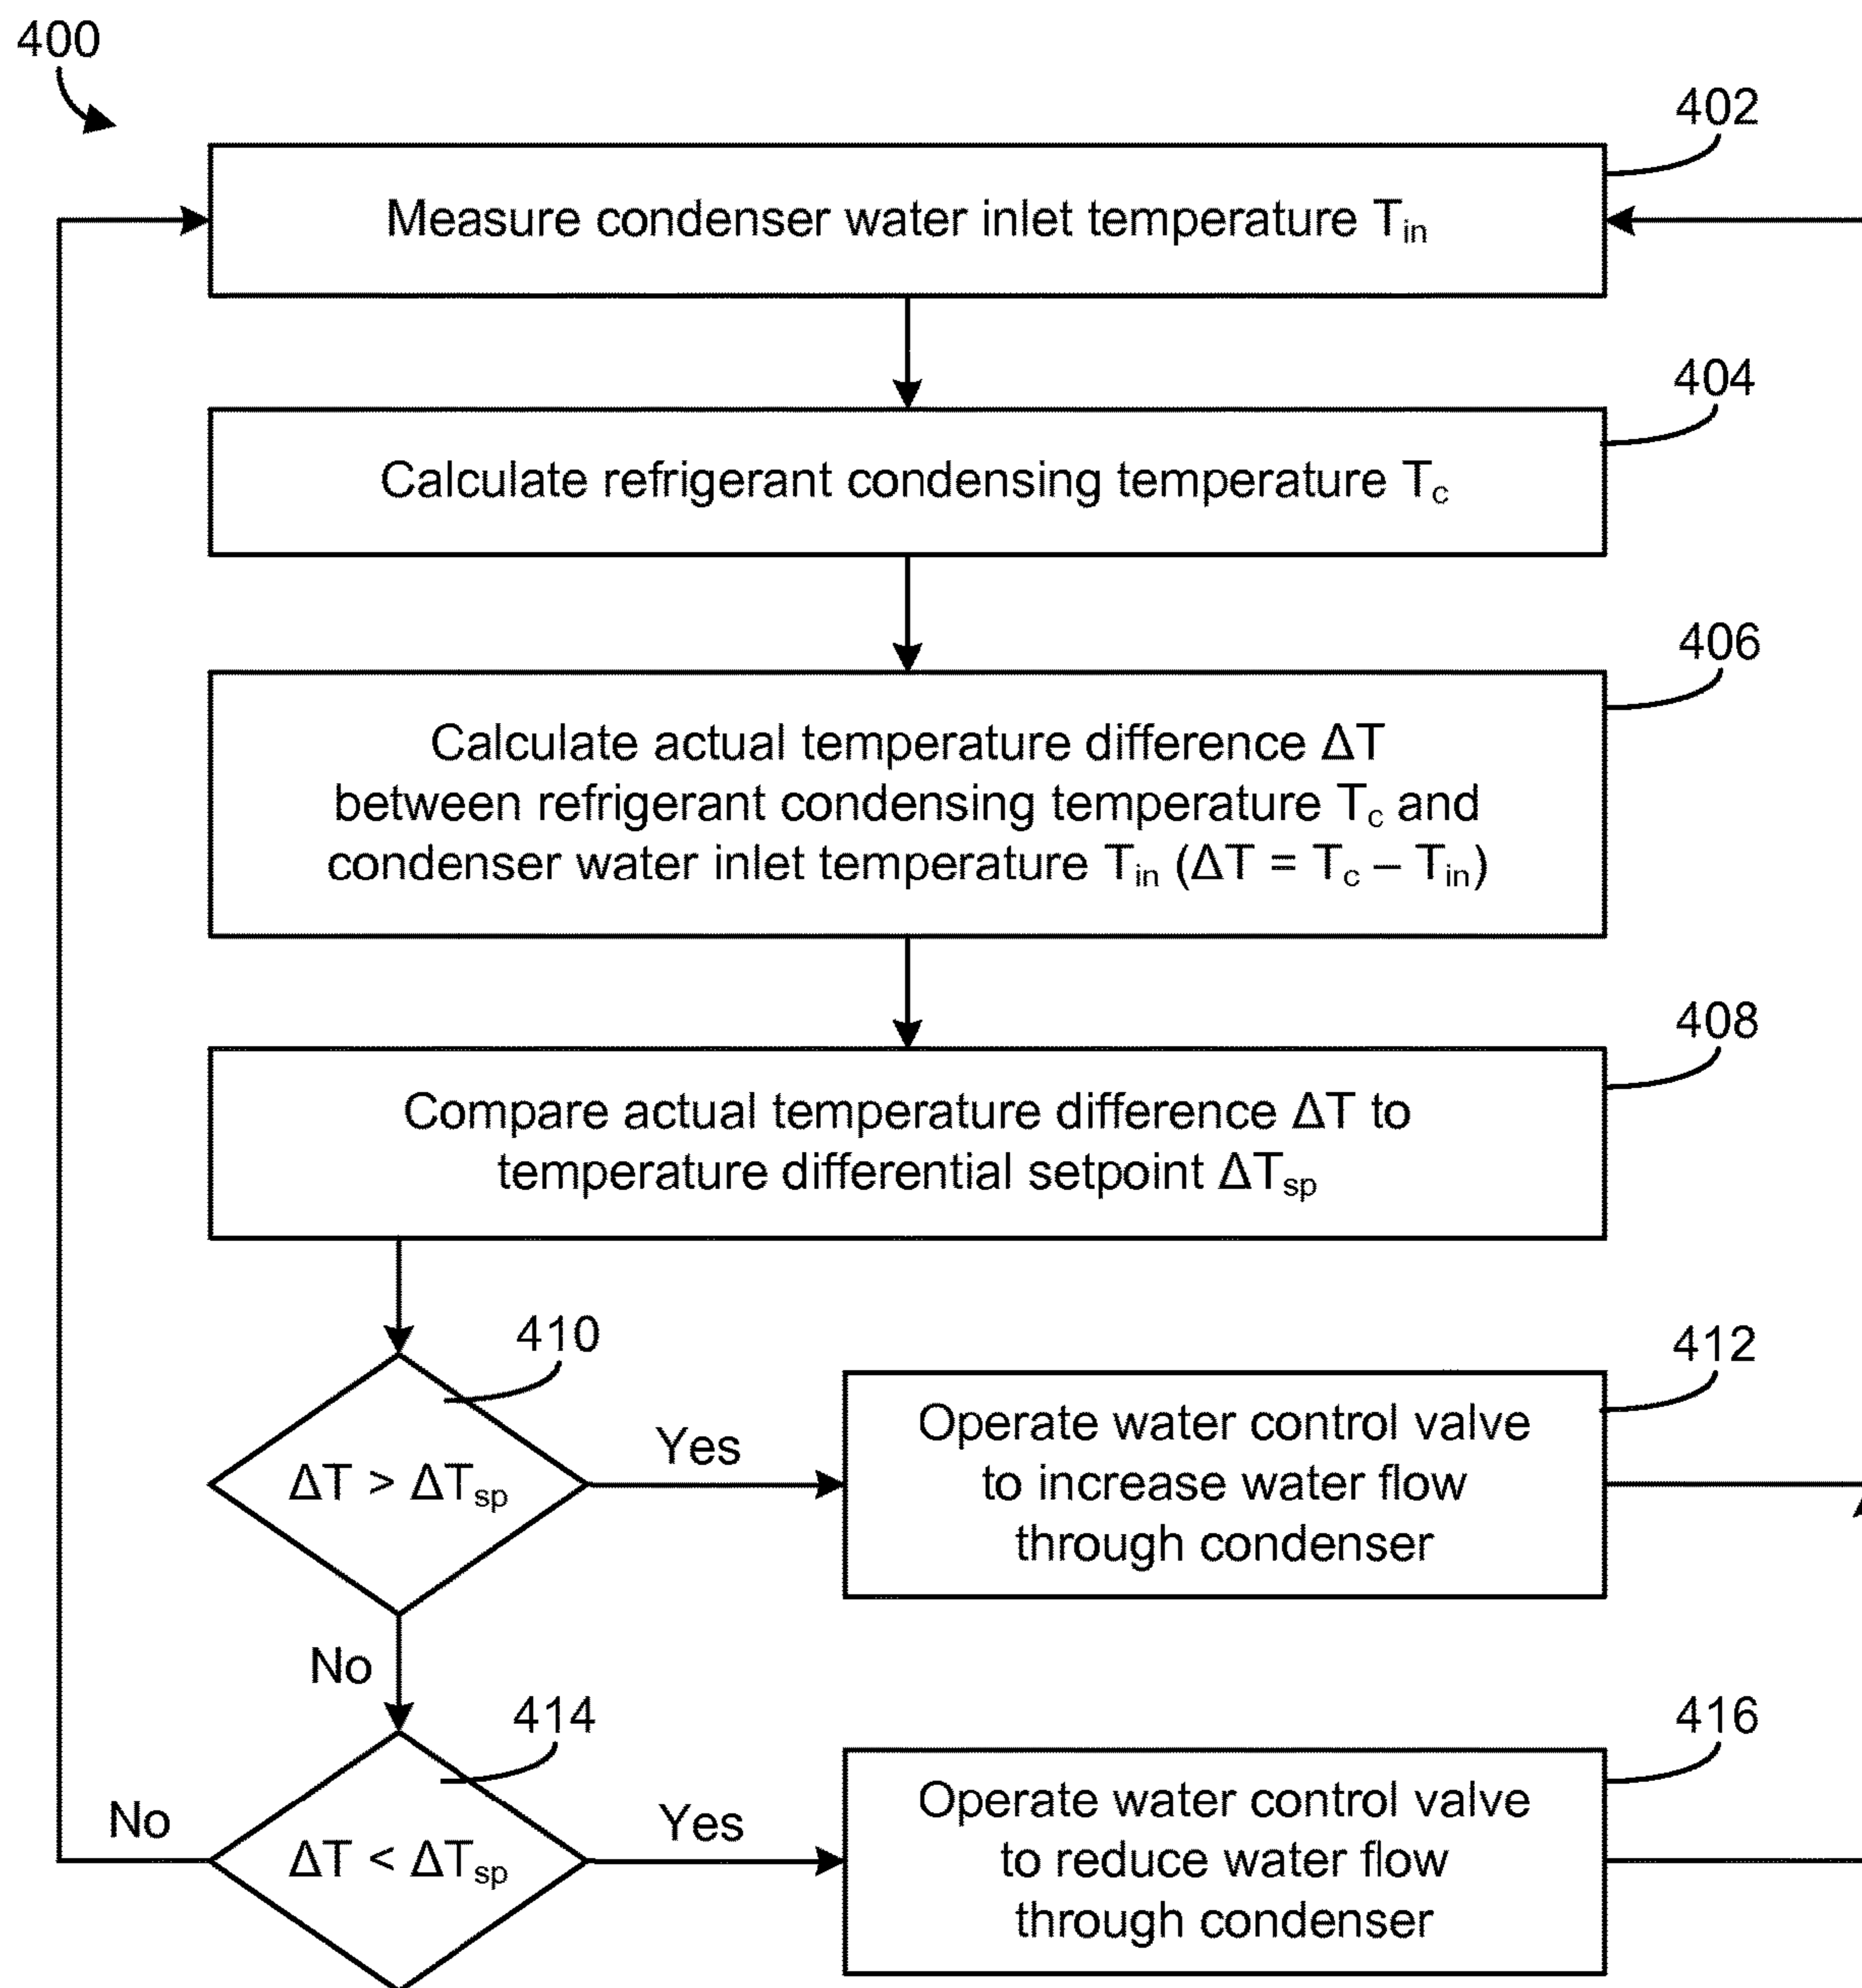 400
402
Measure condenser water inlet temperature Tin
404
Calculate refrigerant condensing temperature Tc
406
Calculate actual temperature difference ΔT
between refrigerant condensing temperature Tc and
condenser water inlet temperature Tin (ΔT = Tc – Tin)
408
Compare actual temperature difference ΔT to
temperature differential setpoint ΔTsp
410
ΔT > ΔTsp
Yes
412
Operate water control valve
to increase water flow
through condenser
No
414
ΔT < ΔTsp
No
Yes
416
Operate water control valve
to reduce water flow
through condenser